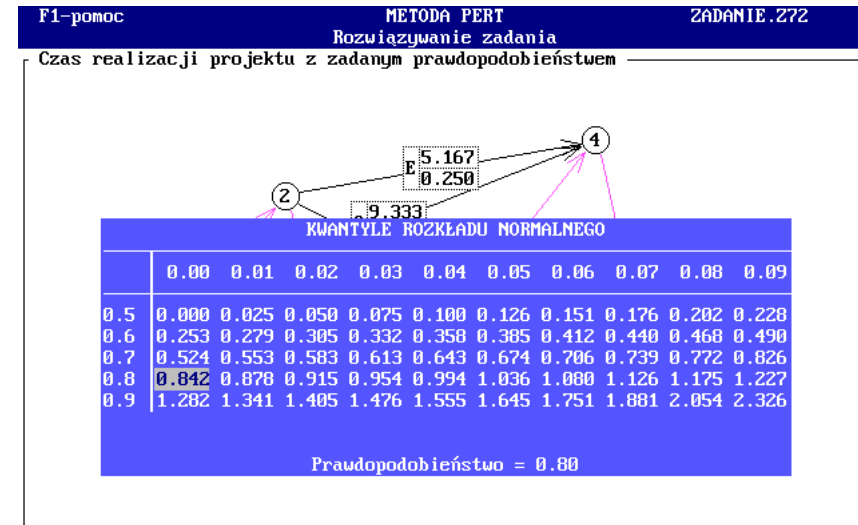 F1-pomoc METODA PERT ZADANIE.Z72
Rozwiązywanie zadania
Czas realizacji projektu z zadanym prawdopodobieństwem
4
5.167
E
0.250
2
9.333
KWANTYLE ROZKŁADU NORMALNEGO
0.00 0.01 0.02 0.03 0.04 0.05 0.06 0.07 0.08 0.09
0.5 0.000 0.025 0.050 0.075 0.100 0.126 0.151 0.176 0.202 0.228
0.6 0.253 0.279 0.305 0.332 0.358 0.385 0.412 0.440 0.468 0.490
0.7 0.524 0.553 0.583 0.613 0.643 0.674 0.706 0.739 0.772 0.826
0.8 0.842 0.878 0.915 0.954 0.994 1.036 1.080 1.126 1.175 1.227
0.9 1.282 1.341 1.405 1.476 1.555 1.645 1.751 1.881 2.054 2.326
Prawdopodobieństwo = 0.80